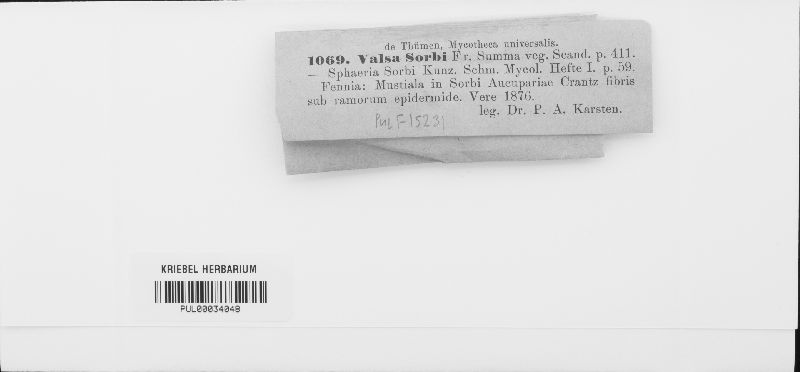 de Thümen, Mycotheca universalis.
1069. Valsa Sorbi Fr. Summa veg. Scand. p. 411.
— Sphaeria Sorbi Kunz. Schm. Mycol. Hefte I. p. 59.
Fennia: Mustiala in Sorbi Aucupariae Crantz fibris
sub ramorum epidermide. Vere 1876.
leg. Dr. P. A. Karsten.
PUL F-15231
KRIEBEL HERBARIUM
PUL00034048